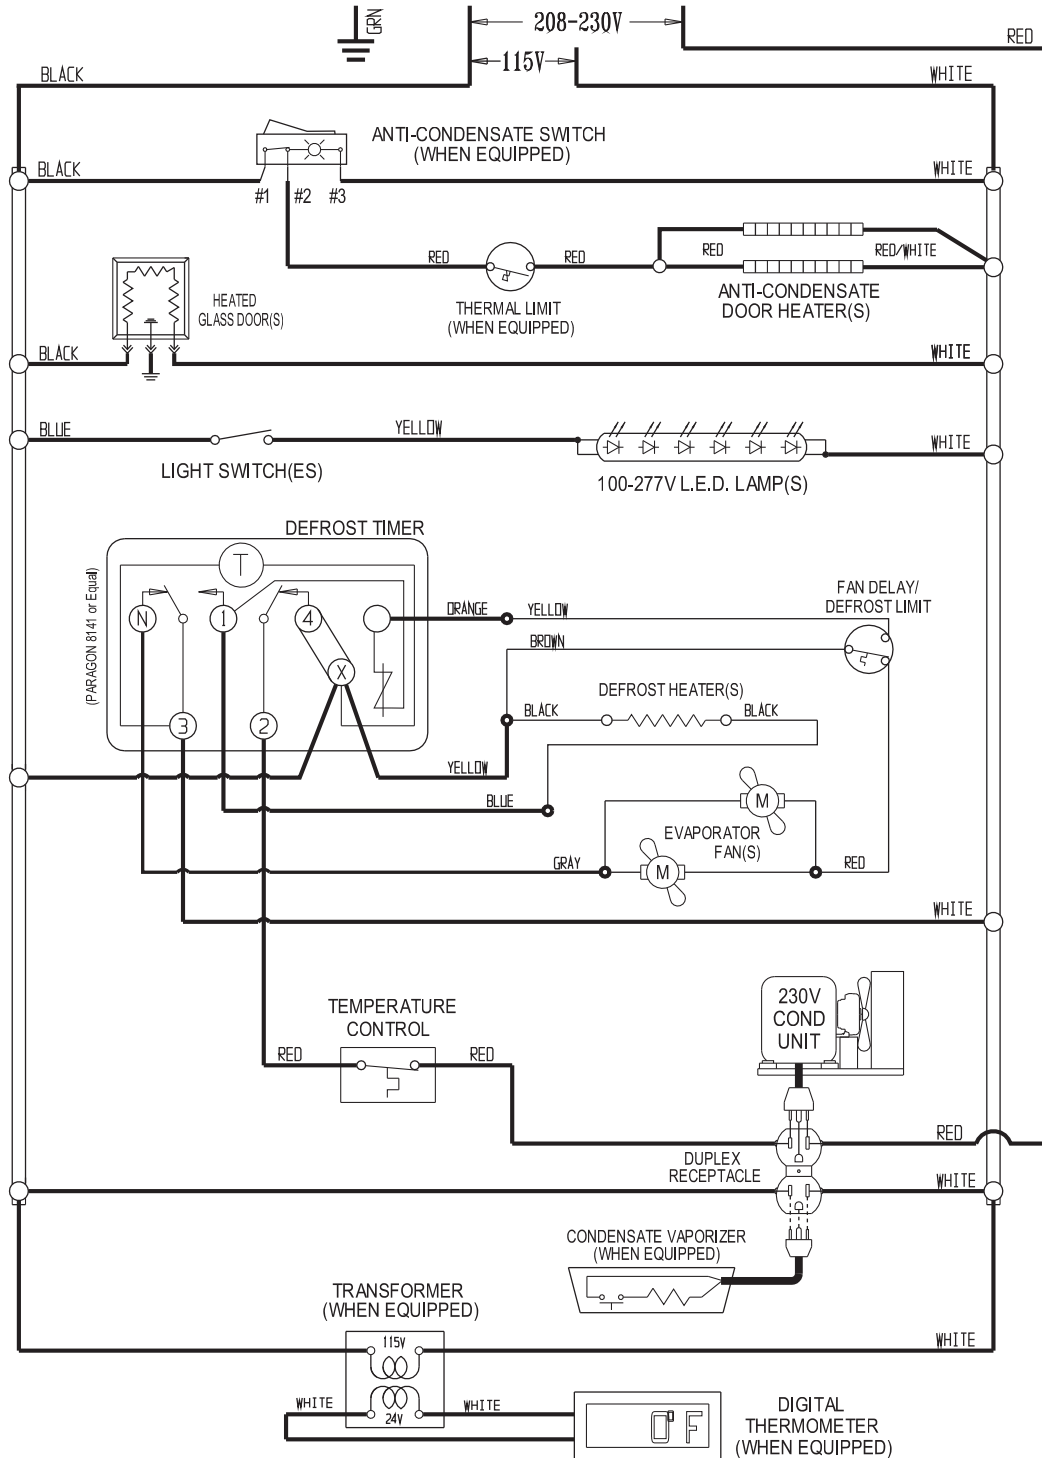 GRN
208-230V
RED
115V
BLACK
WHITE
ANTI-CONDENSATE SWITCH
(WHEN EQUIPPED)
BLACK
WHITE
#1 #2 #3
RED
RED
RED
RED/WHITE
THERMAL LIMIT
(WHEN EQUIPPED)
ANTI-CONDENSATE
DOOR HEATER(S)
HEATED
GLASS DOOR(S)
BLACK
WHITE
BLUE
YELLOW
WHITE
LIGHT SWITCH(ES)
100-277V L.E.D. LAMP(S)
DEFROST TIMER
(PARAGON 8141 or Equal)
T
N
1
4
X
3
2
ORANGE
YELLOW
FAN DELAY/
DEFROST LIMIT
BROWN
DEFROST HEATER(S)
BLACK
BLACK
YELLOW
BLUE
M
EVAPORATOR
FAN(S)
GRAY
M
RED
WHITE
TEMPERATURE
CONTROL
RED
RED
230V
COND
UNIT
RED
DUPLEX
RECEPTACLE
WHITE
CONDENSATE VAPORIZER
(WHEN EQUIPPED)
TRANSFORMER
(WHEN EQUIPPED)
115V
WHITE
WHITE
24V
WHITE
0°F
DIGITAL
THERMOMETER
(WHEN EQUIPPED)